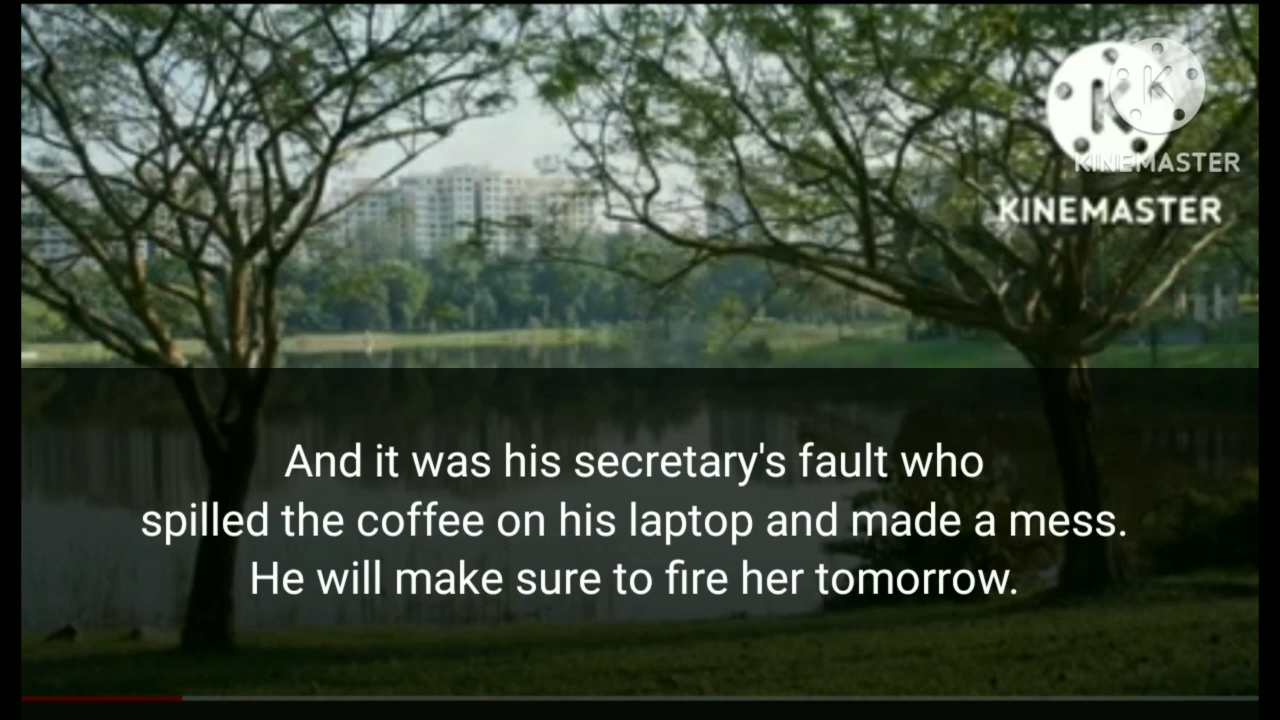 K
K
KINEMASTER
KINEMASTER
And it was his secretary's fault who
spilled the coffee on his laptop and made a mess.
He will make sure to fire her tomorrow.